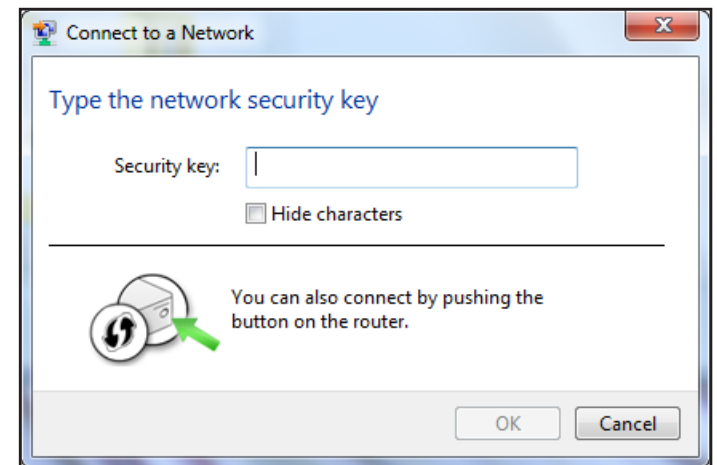 Connect to a Network
Type the network security key
Security key:
Hide characters
You can also connect by pushing the
button on the router.
OK
Cancel